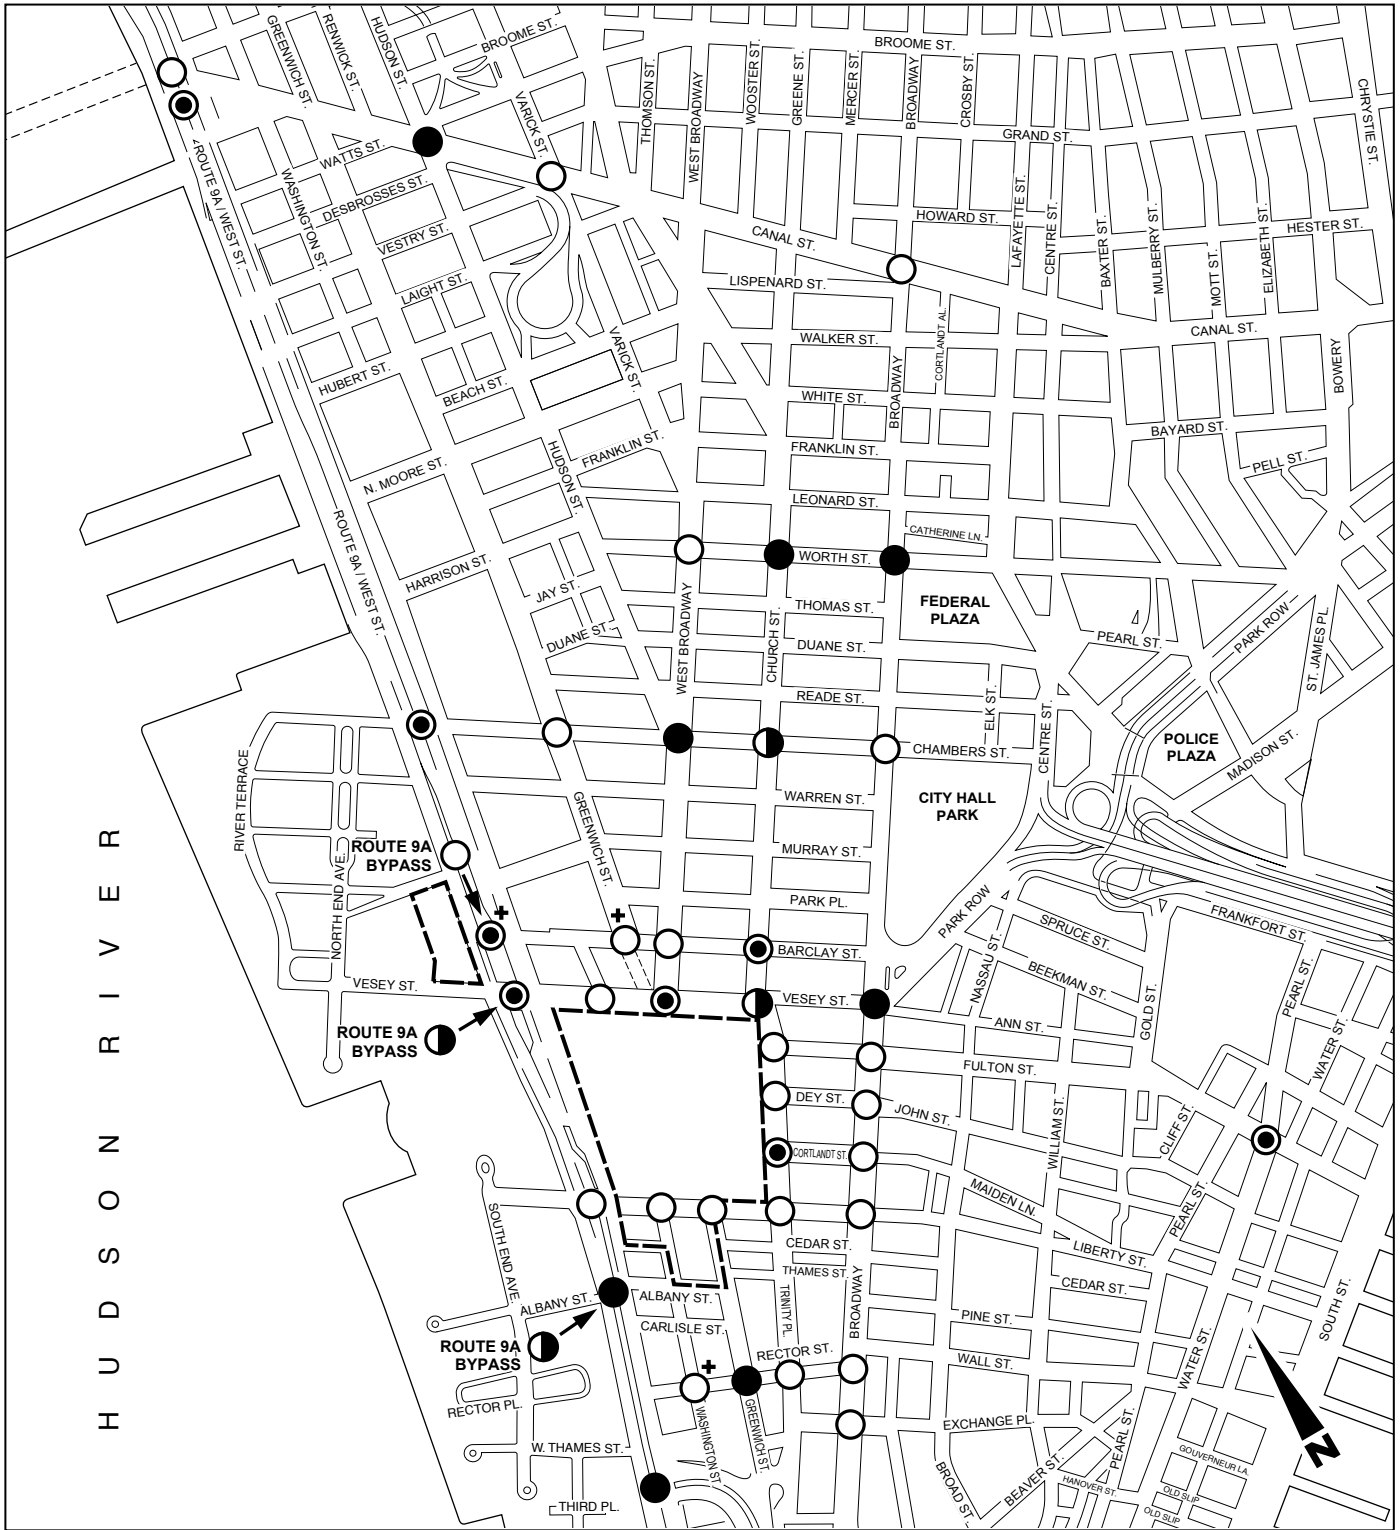 GREENWICH ST.
RENWICK ST.
HUDSON ST.
BROOME ST.
BROOME ST.
THOMSON ST.
WEST BROADWAY
WOOSTER ST.
GREENE ST.
MERCER ST.
BROADWAY
CROSBY ST.
CHRYSTIE ST.
VARICK ST.
GRAND ST.
WATTS ST.
ROUTE 9A / WEST ST.
WASHINGTON ST.
DESBROSSES ST.
VESTRY ST.
LAIGHT ST.
CANAL ST.
HOWARD ST.
LAFAYETTE ST.
CENTRE ST.
BAXTER ST.
MULBERRY ST.
MOTT ST.
ELIZABETH ST.
HESTER ST.
LISPENARD ST.
CORTLANDT AL.
CANAL ST.
WALKER ST.
VARICK ST.
HUBERT ST.
BEACH ST.
BROADWAY
BOWERY
WHITE ST.
BAYARD ST.
HUDSON ST.
FRANKLIN ST.
FRANKLIN ST.
PELL ST.
N. MOORE ST.
LEONARD ST.
ROUTE 9A / WEST ST.
CATHERINE LN.
WORTH ST.
HARRISON ST.
JAY ST.
THOMAS ST.
FEDERAL
PLAZA
DUANE ST.
WEST BROADWAY
CHURCH ST.
DUANE ST.
PEARL ST.
PARK ROW
ST. JAMES PL.
READE ST.
ELK ST.
CENTRE ST.
CHAMBERS ST.
POLICE
PLAZA
MADISON ST.
RIVER TERRACE
GREENWICH ST.
WARREN ST.
CITY HALL
PARK
ROUTE 9A
BYPASS
MURRAY ST.
NORTH END AVE.
PARK PL.
PARK ROW
SPRUCE ST.
FRANKFORT ST.
BARCLAY ST.
NASSAU ST.
BEEKMAN ST.
GOLD ST.
PEARL ST.
VESEY ST.
VESEY ST.
ANN ST.
WATER ST.
ROUTE 9A
BYPASS
FULTON ST.
DEY ST.
JOHN ST.
WILLIAM ST.
CLIFF ST.
CORTLANDT ST.
MAIDEN LN.
PEARL ST.
SOUTH END AVE.
CEDAR ST.
LIBERTY ST.
THAMES ST.
CEDAR ST.
ALBANY ST.
ALBANY ST.
TRINITY PL.
BROADWAY
PINE ST.
SOUTH ST.
CARLISLE ST.
ROUTE 9A
BYPASS
RECTOR ST.
WALL ST.
WATER ST.
RECTOR PL.
WASHINGTON ST.
GREENWICH ST.
EXCHANGE PL.
PEARL ST.
W. THAMES ST.
BROAD ST.
BEAVER ST.
HANOVER ST.
GOUVERNEUR LA.
OLD SLIP
OLD SLIP
THIRD PL.
N
HUDSON RIVER